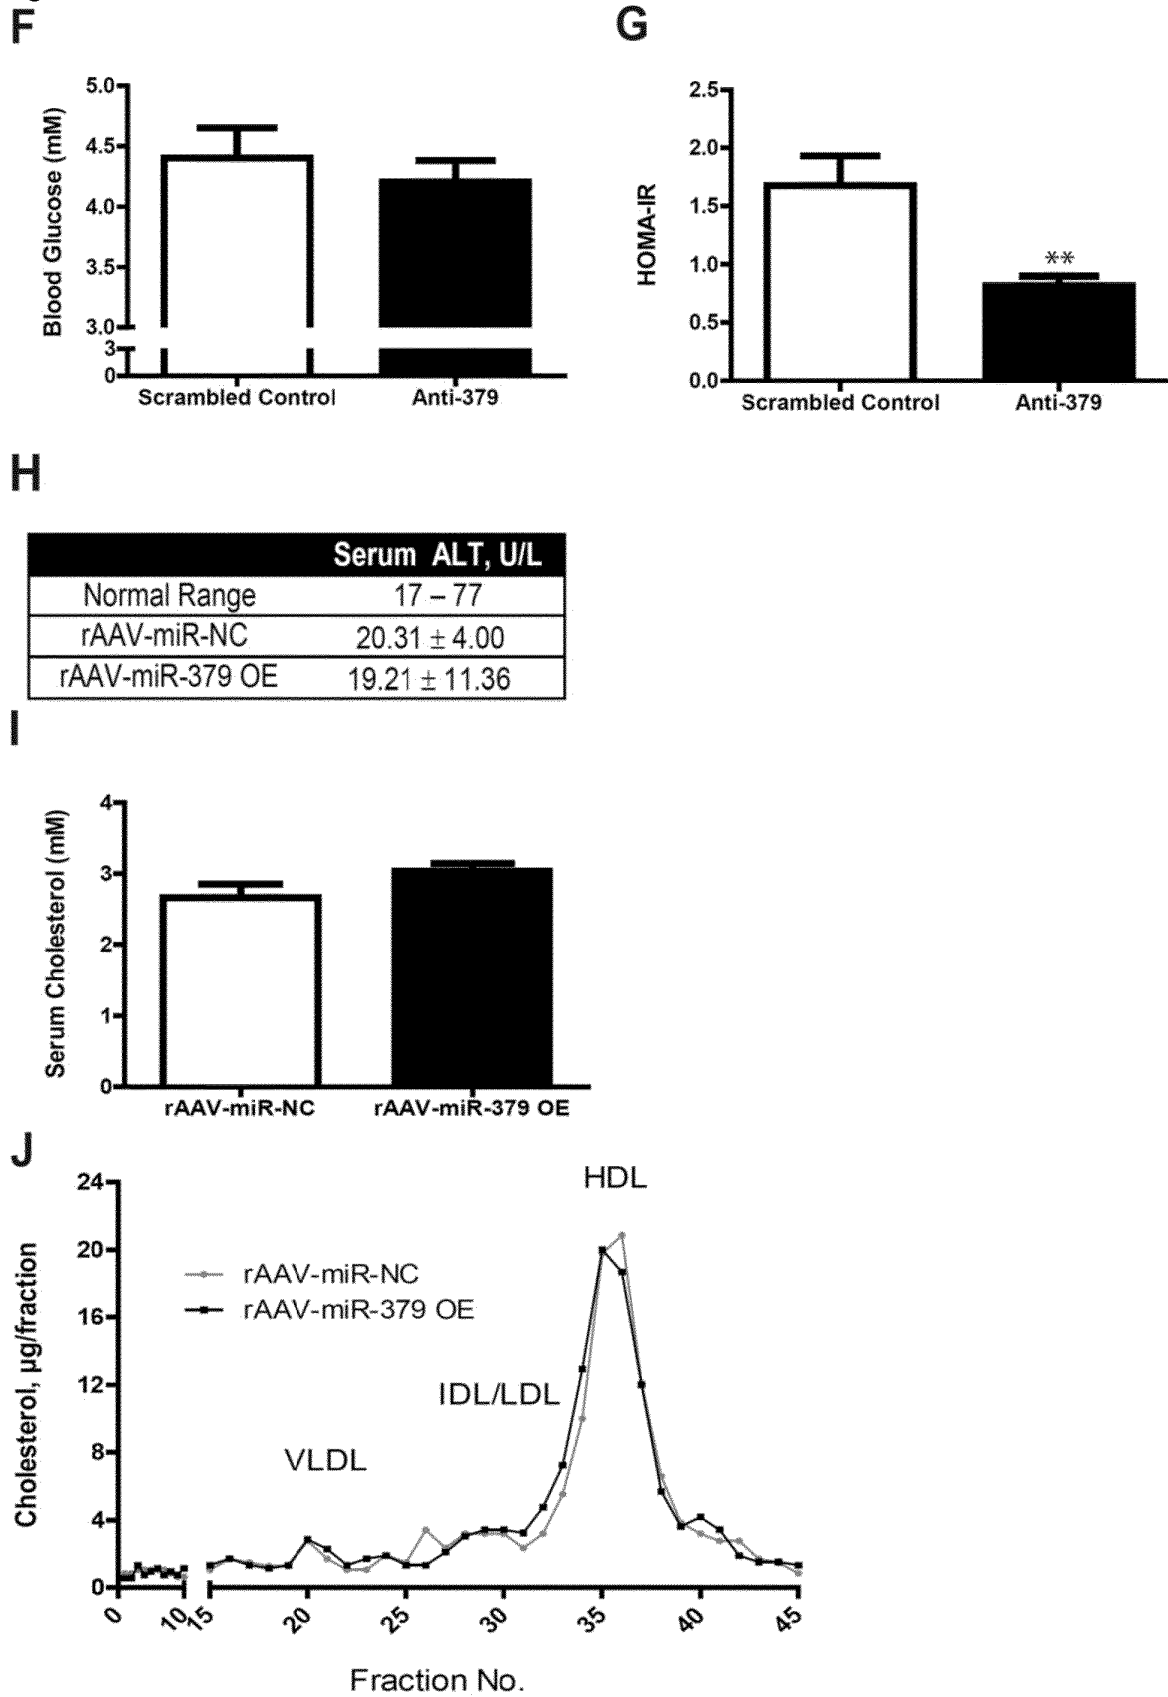 F
G
Blood Glucose (mM)
5.0
4.5
4.0
3.5
3.0
3
0
Scrambled Control
Anti-379
HOMA-IR
2.5
2.0
1.5
1.0
0.5
0.0
**
Scrambled Control
Anti-379
H
Serum ALT, U/L
Normal Range 17 – 77
rAAV-miR-NC 20.31 ± 4.00
rAAV-miR-379 OE 19.21 ± 11.36
I
Serum Cholesterol (mM)
4
3
2
1
0
rAAV-miR-NC
rAAV-miR-379 OE
J
Cholesterol, µg/fraction
24
20
16
12
8
4
0
HDL
rAAV-miR-NC
rAAV-miR-379 OE
IDL/LDL
VLDL
0 10 15 20 25 30 35 40 45
Fraction No.